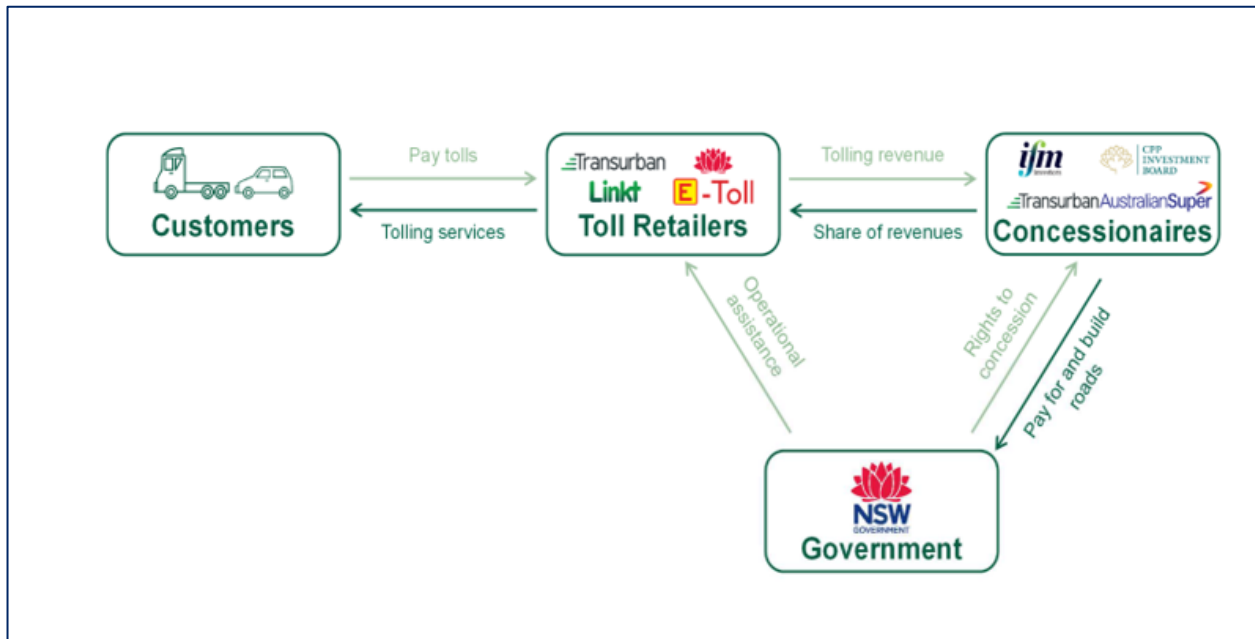 Pay tolls
Tolling services
Customers
Transurban
Linkt
E-Toll
Toll Retailers
Tolling revenue
Share of revenues
ifm
investors
CPP
INVESTMENT
BOARD
Transurban AustralianSuper
Concessionaires
Operational
assistance
Rights to
concession
Pay for and build
roads
NSW
GOVERNMENT
Government